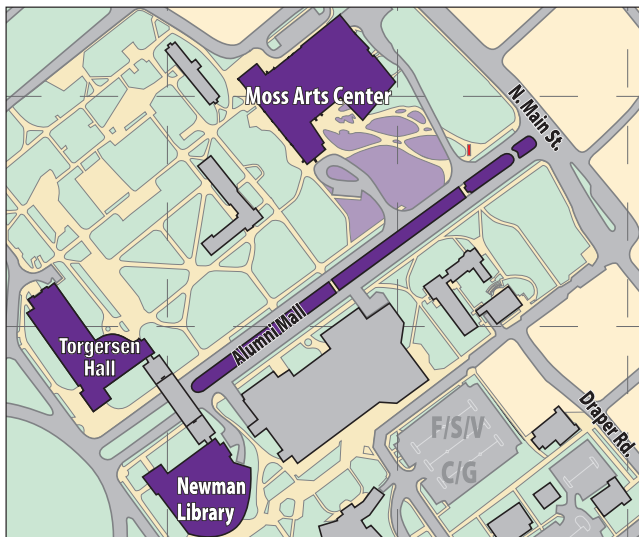 Moss Arts Center
N. Main St.
Alumni Mall
Torgersen
Hall
Draper Rd.
F/S/V
C/G
Newman
Library